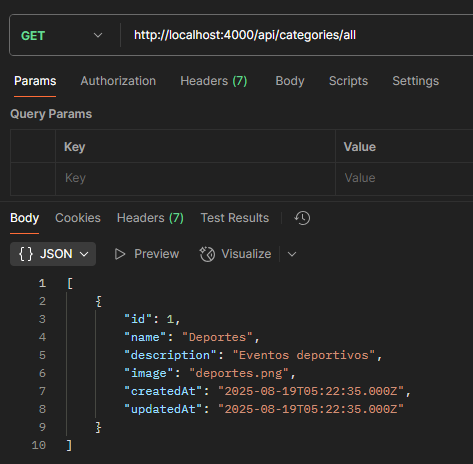 GET http://localhost:4000/api/categories/all
Params Authorization Headers (7) Body Scripts Settings
Query Params
Key Value
Key Value
Body Cookies Headers (7) Test Results
{} JSON Preview Visualize
1 [
2 {
3 "id": 1,
4 "name": "Deportes",
5 "description": "Eventos deportivos",
6 "image": "deportes.png",
7 "createdAt": "2025-08-19T05:22:35.000Z",
8 "updatedAt": "2025-08-19T05:22:35.000Z"
9 }
10 ]